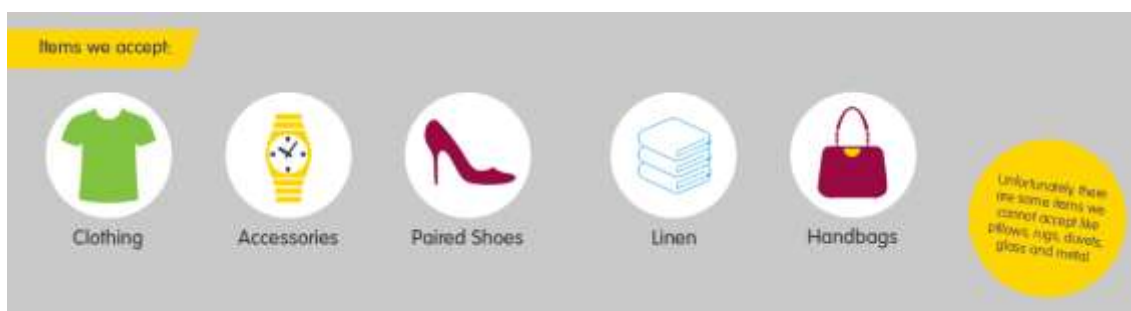 Items we accept:
Clothing
Accessories
Paired Shoes
Linen
Handbags
Unfortunately there
are some items we
cannot accept like
pillows, rugs, duvets,
glass and metal